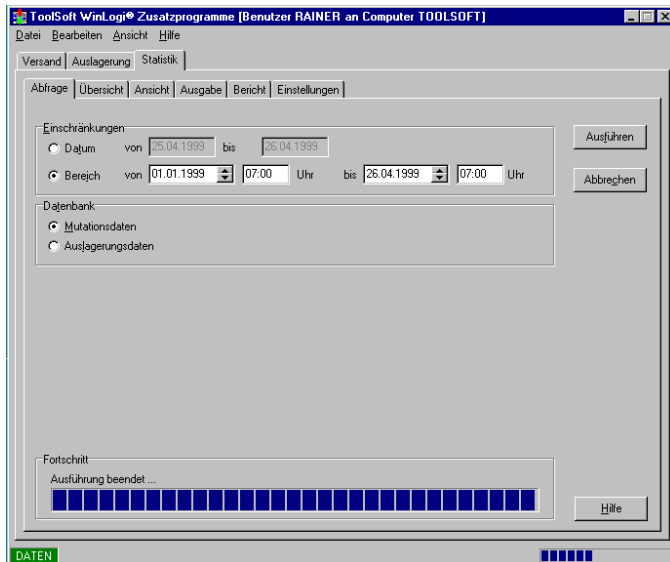 ToolSoft WinLogi® Zusatzprogramme [Benutzer RAINER an Computer TOOLSOFT]
Datei Bearbeiten Ansicht Hilfe
Versand Auslagerung Statistik
Abfrage Übersicht Ansicht Ausgabe Bericht Einstellungen
Einschränkungen
Datum von 25.04.1999 bis 26.04.1999
Ausführen
Bereich von 01.01.1999 07:00 Uhr bis 26.04.1999 07:00 Uhr
Abbrechen
Datenbank
Mutationsdaten
Auslagerungsdaten
Fortschritt
Ausführung beendet ...
Hilfe
DATEN